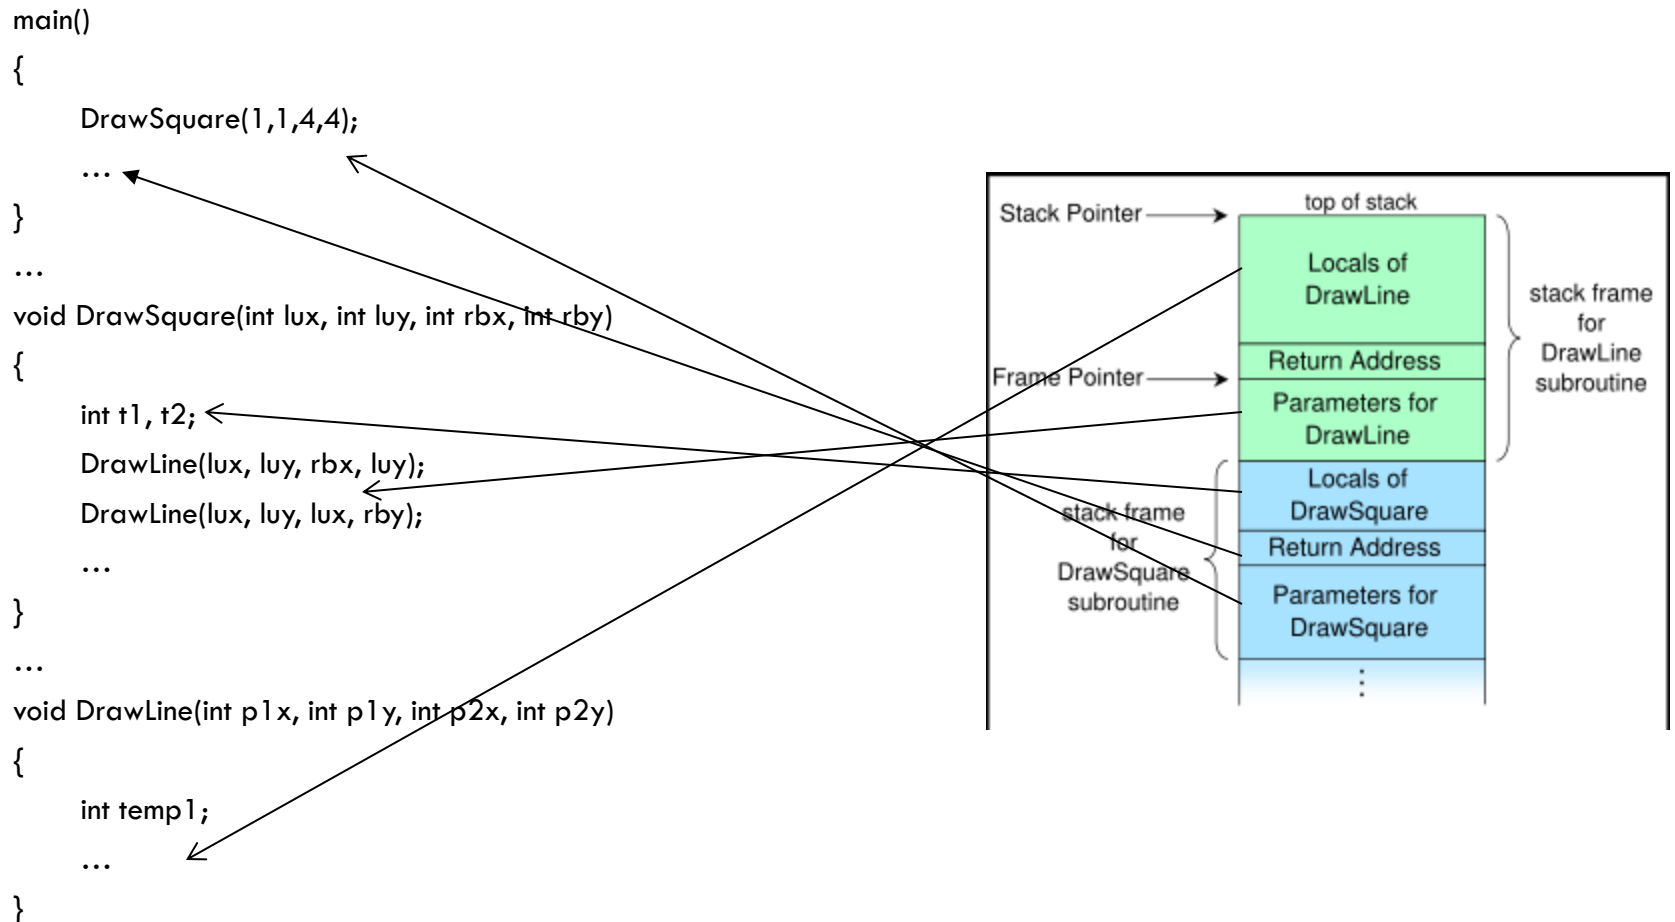 main()
{
DrawSquare(1,1,4,4);
…
}
…
void DrawSquare(int lux, int luy, int rbx, int rby)
{
int t1, t2;
DrawLine(lux, luy, rbx, luy);
DrawLine(lux, luy, lux, rby);
…
}
…
void DrawLine(int p1x, int p1y, int p2x, int p2y)
{
int temp1;
…
}
top of stack
Stack Pointer
Locals of
DrawLine
Return Address
Frame Pointer
Parameters for
DrawLine
stack frame
for
DrawLine
subroutine
Locals of
DrawSquare
Return Address
Parameters for
DrawSquare
⋮
stack frame
for
DrawSquare
subroutine